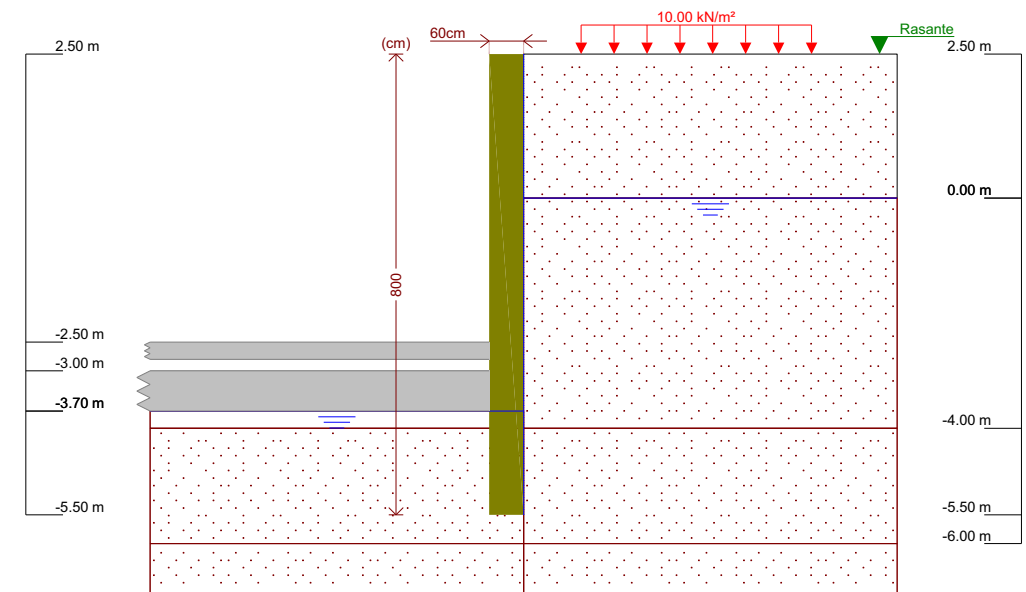 10.00 kN/m²
60cm
Rasante
(cm)
2.50 m
2.50 m
0.00 m
800
-2.50 m
-3.00 m
-3.70 m
-4.00 m
-5.50 m
-5.50 m
-6.00 m